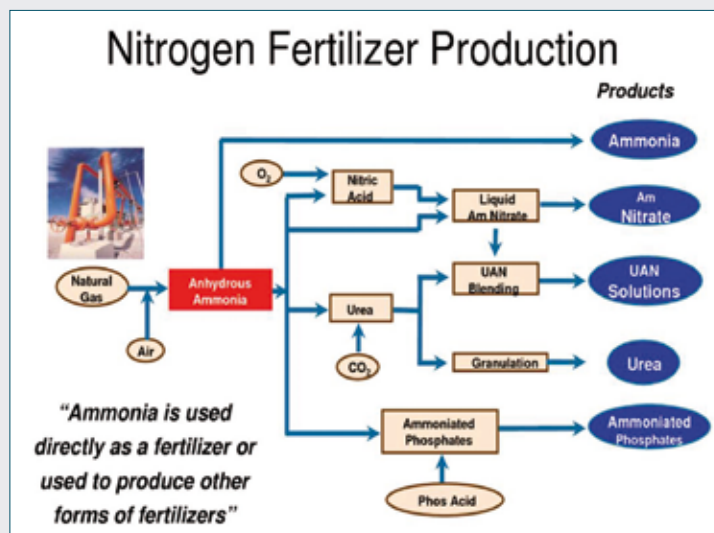 Nitrogen Fertilizer Production
Products
Ammonia
O₂
Nitric
Acid
Liquid
Am Nitrate
Am
Nitrate
Natural
Gas
Anhydrous
Ammonia
UAN
Blending
UAN
Solutions
Urea
Air
CO₂
Granulation
Urea
"Ammonia is used
directly as a fertilizer or
used to produce other
forms of fertilizers"
Ammoniated
Phosphates
Ammoniated
Phosphates
Phos Acid